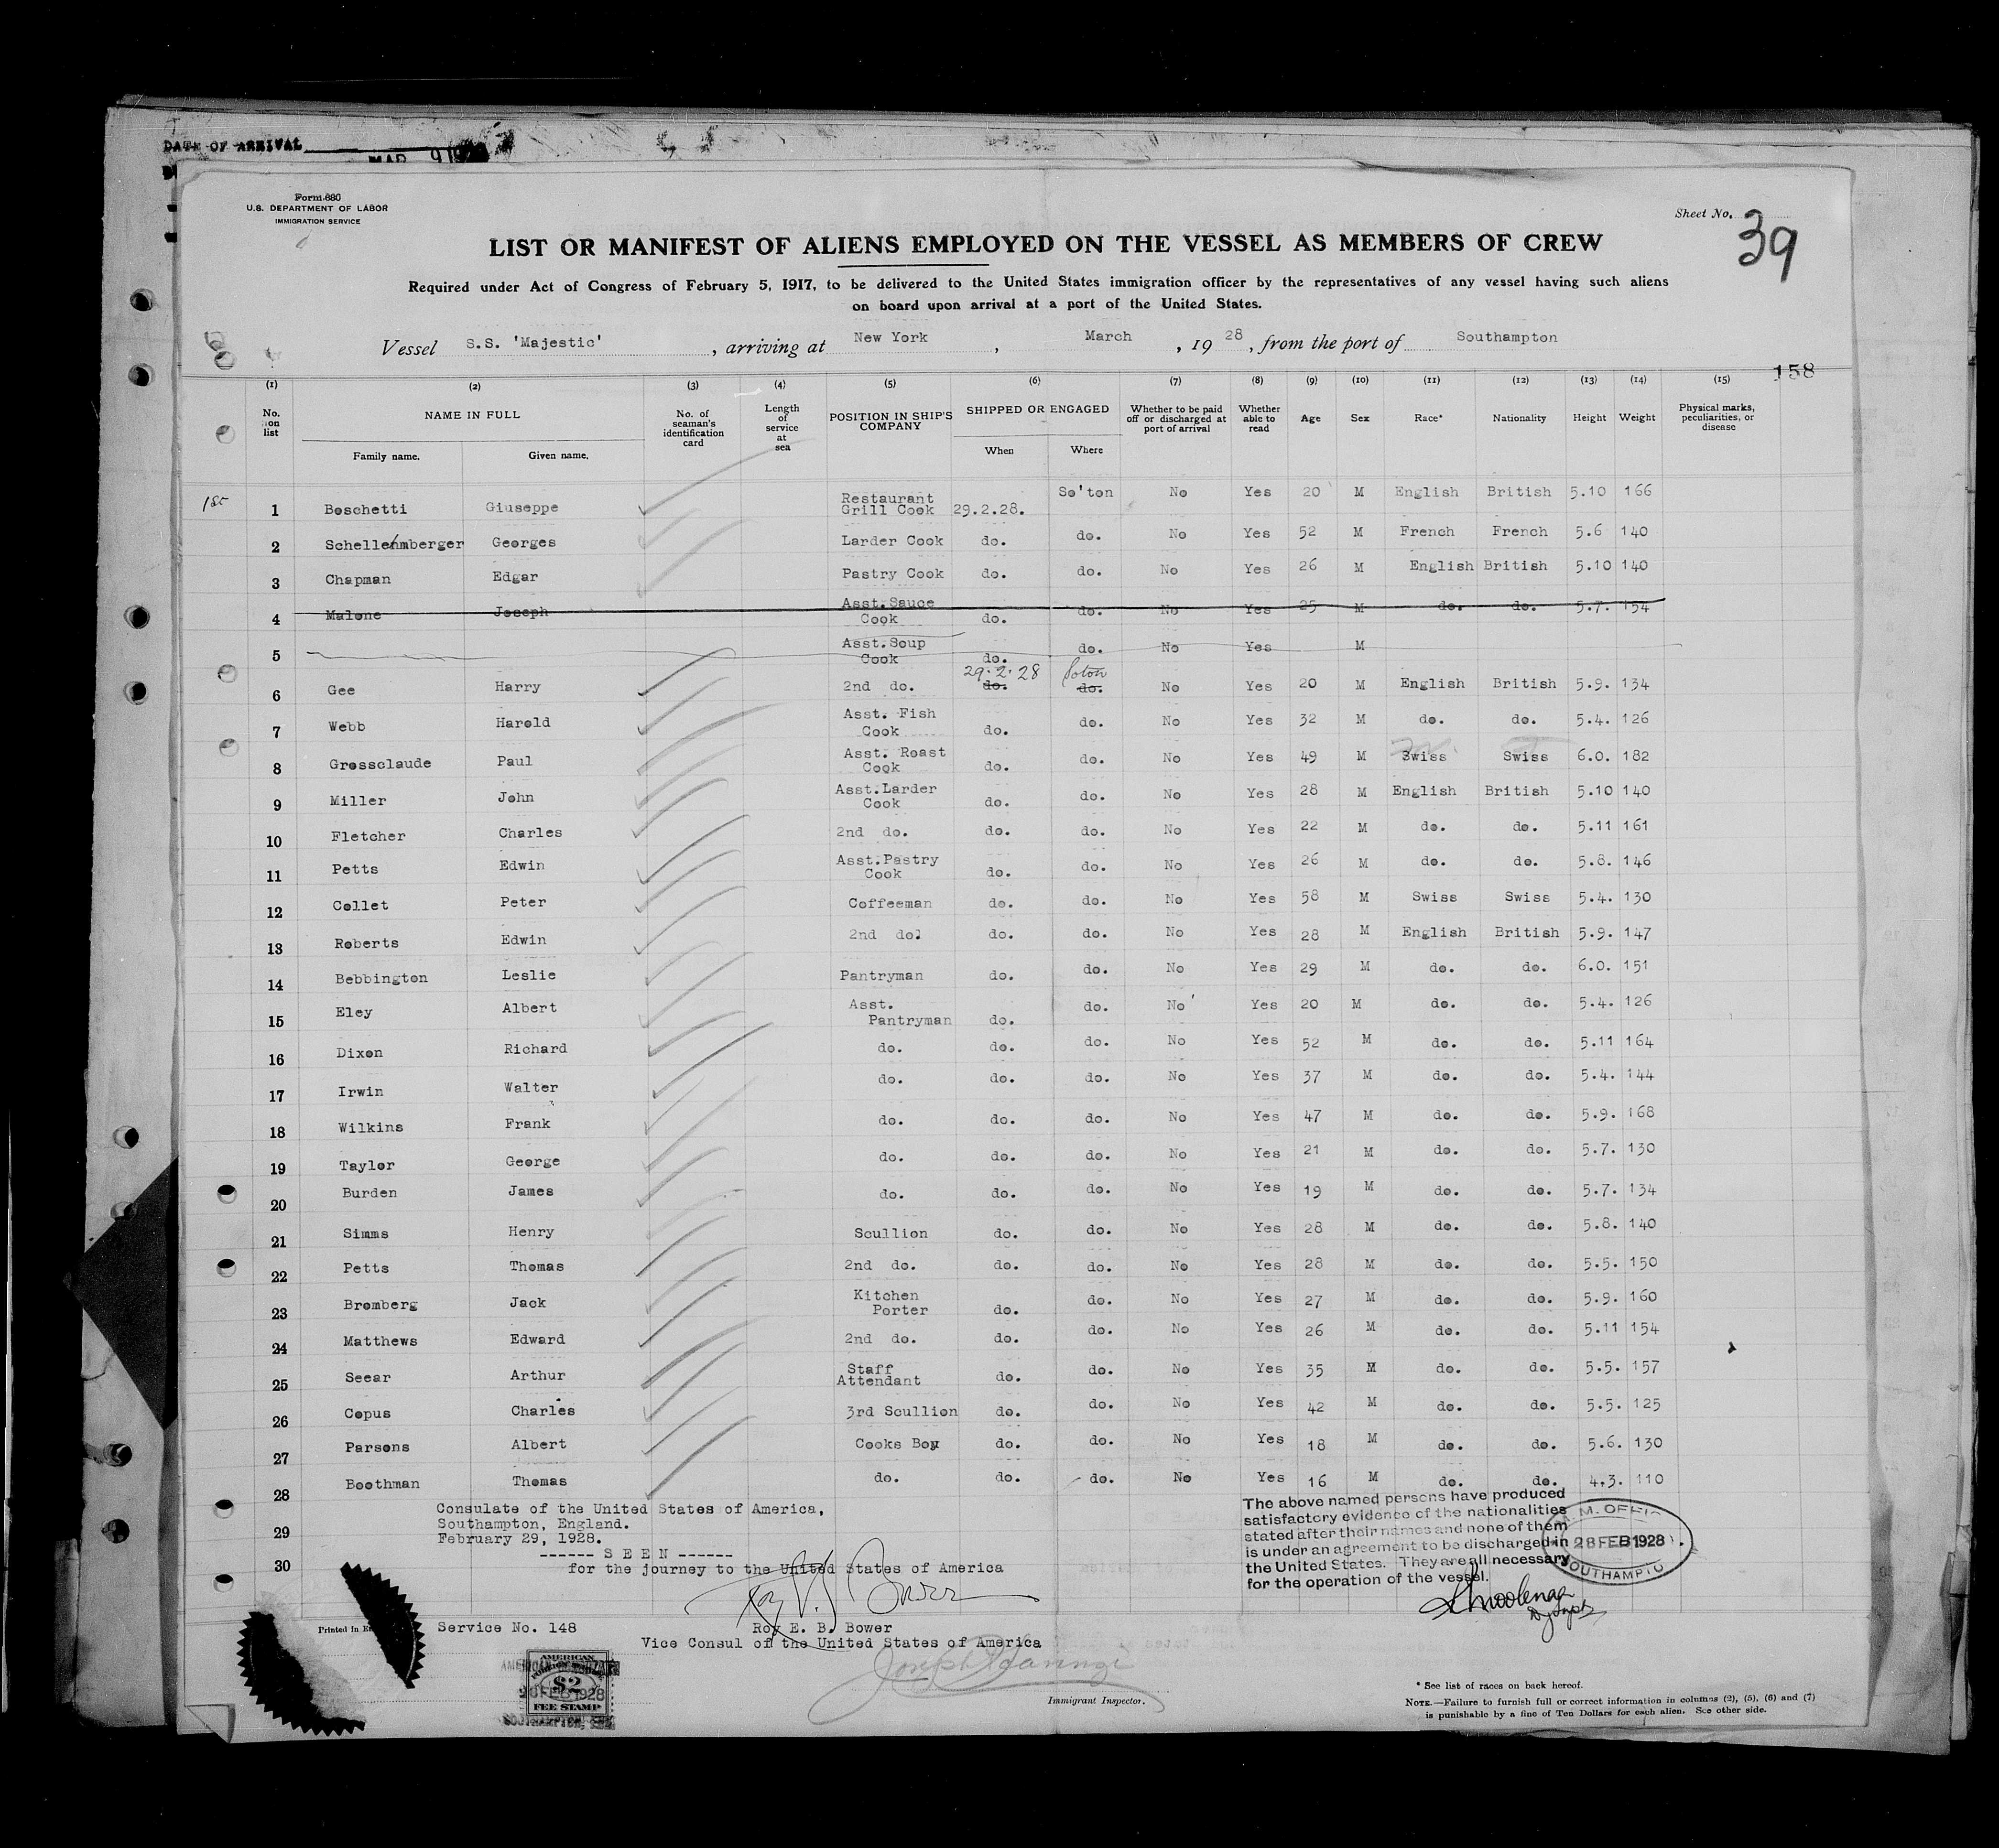 DATE OF ARRIVAL
MAR 9 19
Form 680
U.S. DEPARTMENT OF LABOR
IMMIGRATION SERVICE
Sheet No. 39
LIST OR MANIFEST OF ALIENS EMPLOYED ON THE VESSEL AS MEMBERS OF CREW
Required under Act of Congress of February 5, 1917, to be delivered to the United States immigration officer by the representatives of any vessel having such aliens
on board upon arrival at a port of the United States.
Vessel S.S. 'Majestic' , arriving at New York , March , 19 28 , from the port of Southampton
158
(1) (2) (3) (4) (5) (6) (7) (8) (9) (10) (11) (12) (13) (14) (15)
No. on list NAME IN FULL Family name. Given name. No. of seaman's identification card Length of service at sea POSITION IN SHIP'S COMPANY SHIPPED OR ENGAGED When Where Whether to be paid off or discharged at port of arrival Whether able to read Age Sex Race* Nationality Height Weight Physical marks, peculiarities, or disease
185 1 Boschetti Giuseppe Restaurant Grill Cook 29.2.28. So'ton No Yes 20 M English British 5.10 166
2 Schellenmberger Georges Larder Cook do. do. No Yes 52 M French French 5.6 140
3 Chapman Edgar Pastry Cook do. do. No Yes 26 M English British 5.10 140
4 Malone Joseph Asst.Sauce Cook do. do. No Yes 25 M do. do. 5.7. 154
5 Asst.Soup Cook do. do. No Yes M
6 Gee Harry 2nd do. 29.2.28 do. Soton do. No Yes 20 M English British 5.9. 134
7 Webb Harold Asst. Fish Cook do. do. No Yes 32 M do. do. 5.4. 126
8 Grossclaude Paul Asst. Roast Cook do. do. No Yes 49 M Swiss Swiss 6.0. 182
9 Miller John Asst.Larder Cook do. do. No Yes 28 M English British 5.10 140
10 Fletcher Charles 2nd do. do. do. No Yes 22 M do. do. 5.11 161
11 Petts Edwin Asst.Pastry Cook do. do. No Yes 26 M do. do. 5.8. 146
12 Collet Peter Coffeeman do. do. No Yes 58 M Swiss Swiss 5.4. 130
13 Roberts Edwin 2nd do. do. do. No Yes 28 M English British 5.9. 147
14 Bebbington Leslie Pantryman do. do. No Yes 29 M do. do. 6.0. 151
15 Eley Albert Asst. Pantryman do. do. No Yes 20 M do. do. 5.4. 126
16 Dixon Richard do. do. do. No Yes 52 M do. do. 5.11 164
17 Irwin Walter do. do. do. No Yes 37 M do. do. 5.4. 144
18 Wilkins Frank do. do. do. No Yes 47 M do. do. 5.9. 168
19 Taylor George do. do. do. No Yes 21 M do. do. 5.7. 130
20 Burden James do. do. do. No Yes 19 M do. do. 5.7. 134
21 Simms Henry Scullion do. do. No Yes 28 M do. do. 5.8. 140
22 Petts Thomas 2nd do. do. do. No Yes 28 M do. do. 5.5. 150
23 Bromberg Jack Kitchen Porter do. do. No Yes 27 M do. do. 5.9. 160
24 Matthews Edward 2nd do. do. do. No Yes 26 M do. do. 5.11 154
25 Seear Arthur Staff Attendant do. do. No Yes 35 M do. do. 5.5. 157
26 Copus Charles 3rd Scullion do. do. No Yes 42 M do. do. 5.5. 125
27 Parsons Albert Cooks Boy do. do. No Yes 18 M do. do. 5.6. 130
28 Boothman Thomas do. do. do. No Yes 16 M do. do. 4.3. 110
29
30
Consulate of the United States of America,
Southampton, England.
February 29, 1928.
------ S E E N ------
for the journey to the United States of America
Roy E. B. Bower
Vice Consul of the United States of America
Service No. 148
The above named persons have produced
satisfactory evidence of the nationalities
stated after their names and none of them
is under an agreement to be discharged in
the United States. They are all necessary
for the operation of the vessel.
28 FEB 1928
SOUTHAMPTO
Printed in
AMERICAN
$2
FEE STAMP
Immigrant Inspector.
* See list of races on back hereof.
NOTE.—Failure to furnish full or correct information in columns (2), (5), (6) and (7)
is punishable by a fine of Ten Dollars for each alien. See other side.